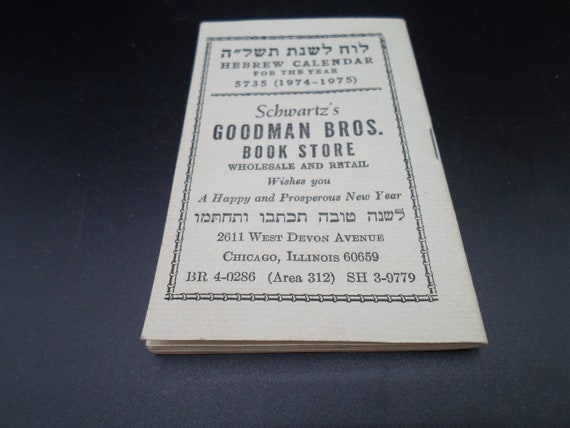 לוח לשנת תשל״ה
HEBREW CALENDAR
FOR THE YEAR
5735 (1974-1975)
Schwartz's
GOODMAN BROS.
BOOK STORE
WHOLESALE AND RETAIL
Wishes you
A Happy and Prosperous New Year
לשנה טובה תכתבו ותחתמו
2611 WEST DEVON AVENUE
CHICAGO, ILLINOIS 60659
BR 4-0286 (Area 312) SH 3-9779